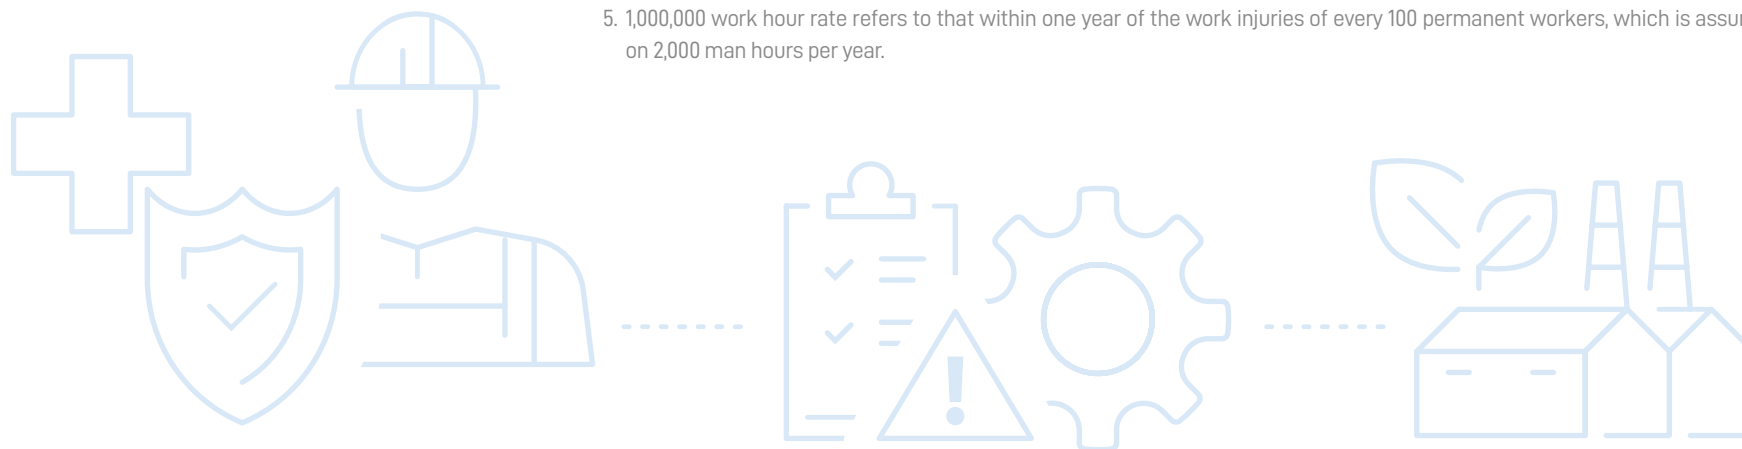 5. 1,000,000 work hour rate refers to that within one year of the work injuries of every 100 permanent workers, which is
on 2,000 man hours per year.